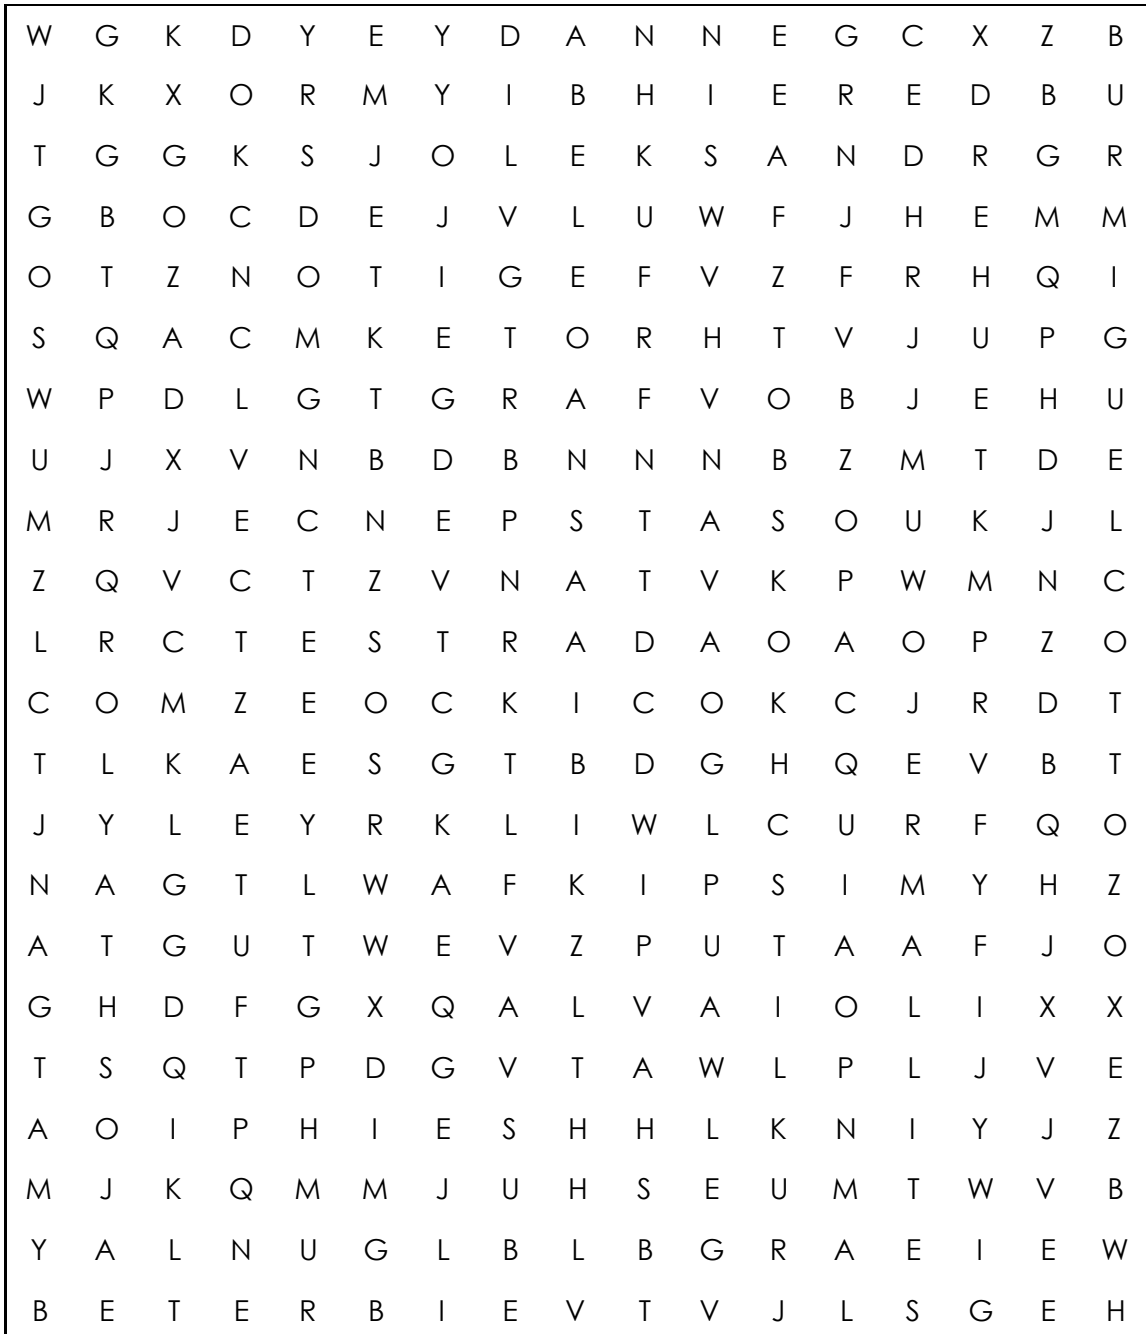 W G K D Y E Y D A N N E G C X Z B
J K X O R M Y I B H I E R E D B U
T G G K S J O L E K S A N D R G R
G B O C D E J V L U W F J H E M M
O T Z N O T I G E F V Z F R H Q I
S Q A C M K E T O R H T V J U P G
W P D L G T G R A F V O B J E H U
U J X V N B D B N N N B Z M T D E
M R J E C N E P S T A S O U K J L
Z Q V C T Z V N A T V K P W M N C
L R C T E S T R A D A O A O P Z O
C O M Z E O C K I C O K C J R D T
T L K A E S G T B D G H Q E V B T
J Y L E Y R K L I W L C U R F Q O
N A G T L W A F K I P S I M Y H Z
A T G U T W E V Z P U T A A F J O
G H D F G X Q A L V A I O L I X X
T S Q T P D G V T A W L P L J V E
A O I P H I E S H H L K N I Y J Z
M J K Q M M J U H S E U M T W V B
Y A L N U G L B L B G R A E I E W
B E T E R B I E V T V J L S G E H